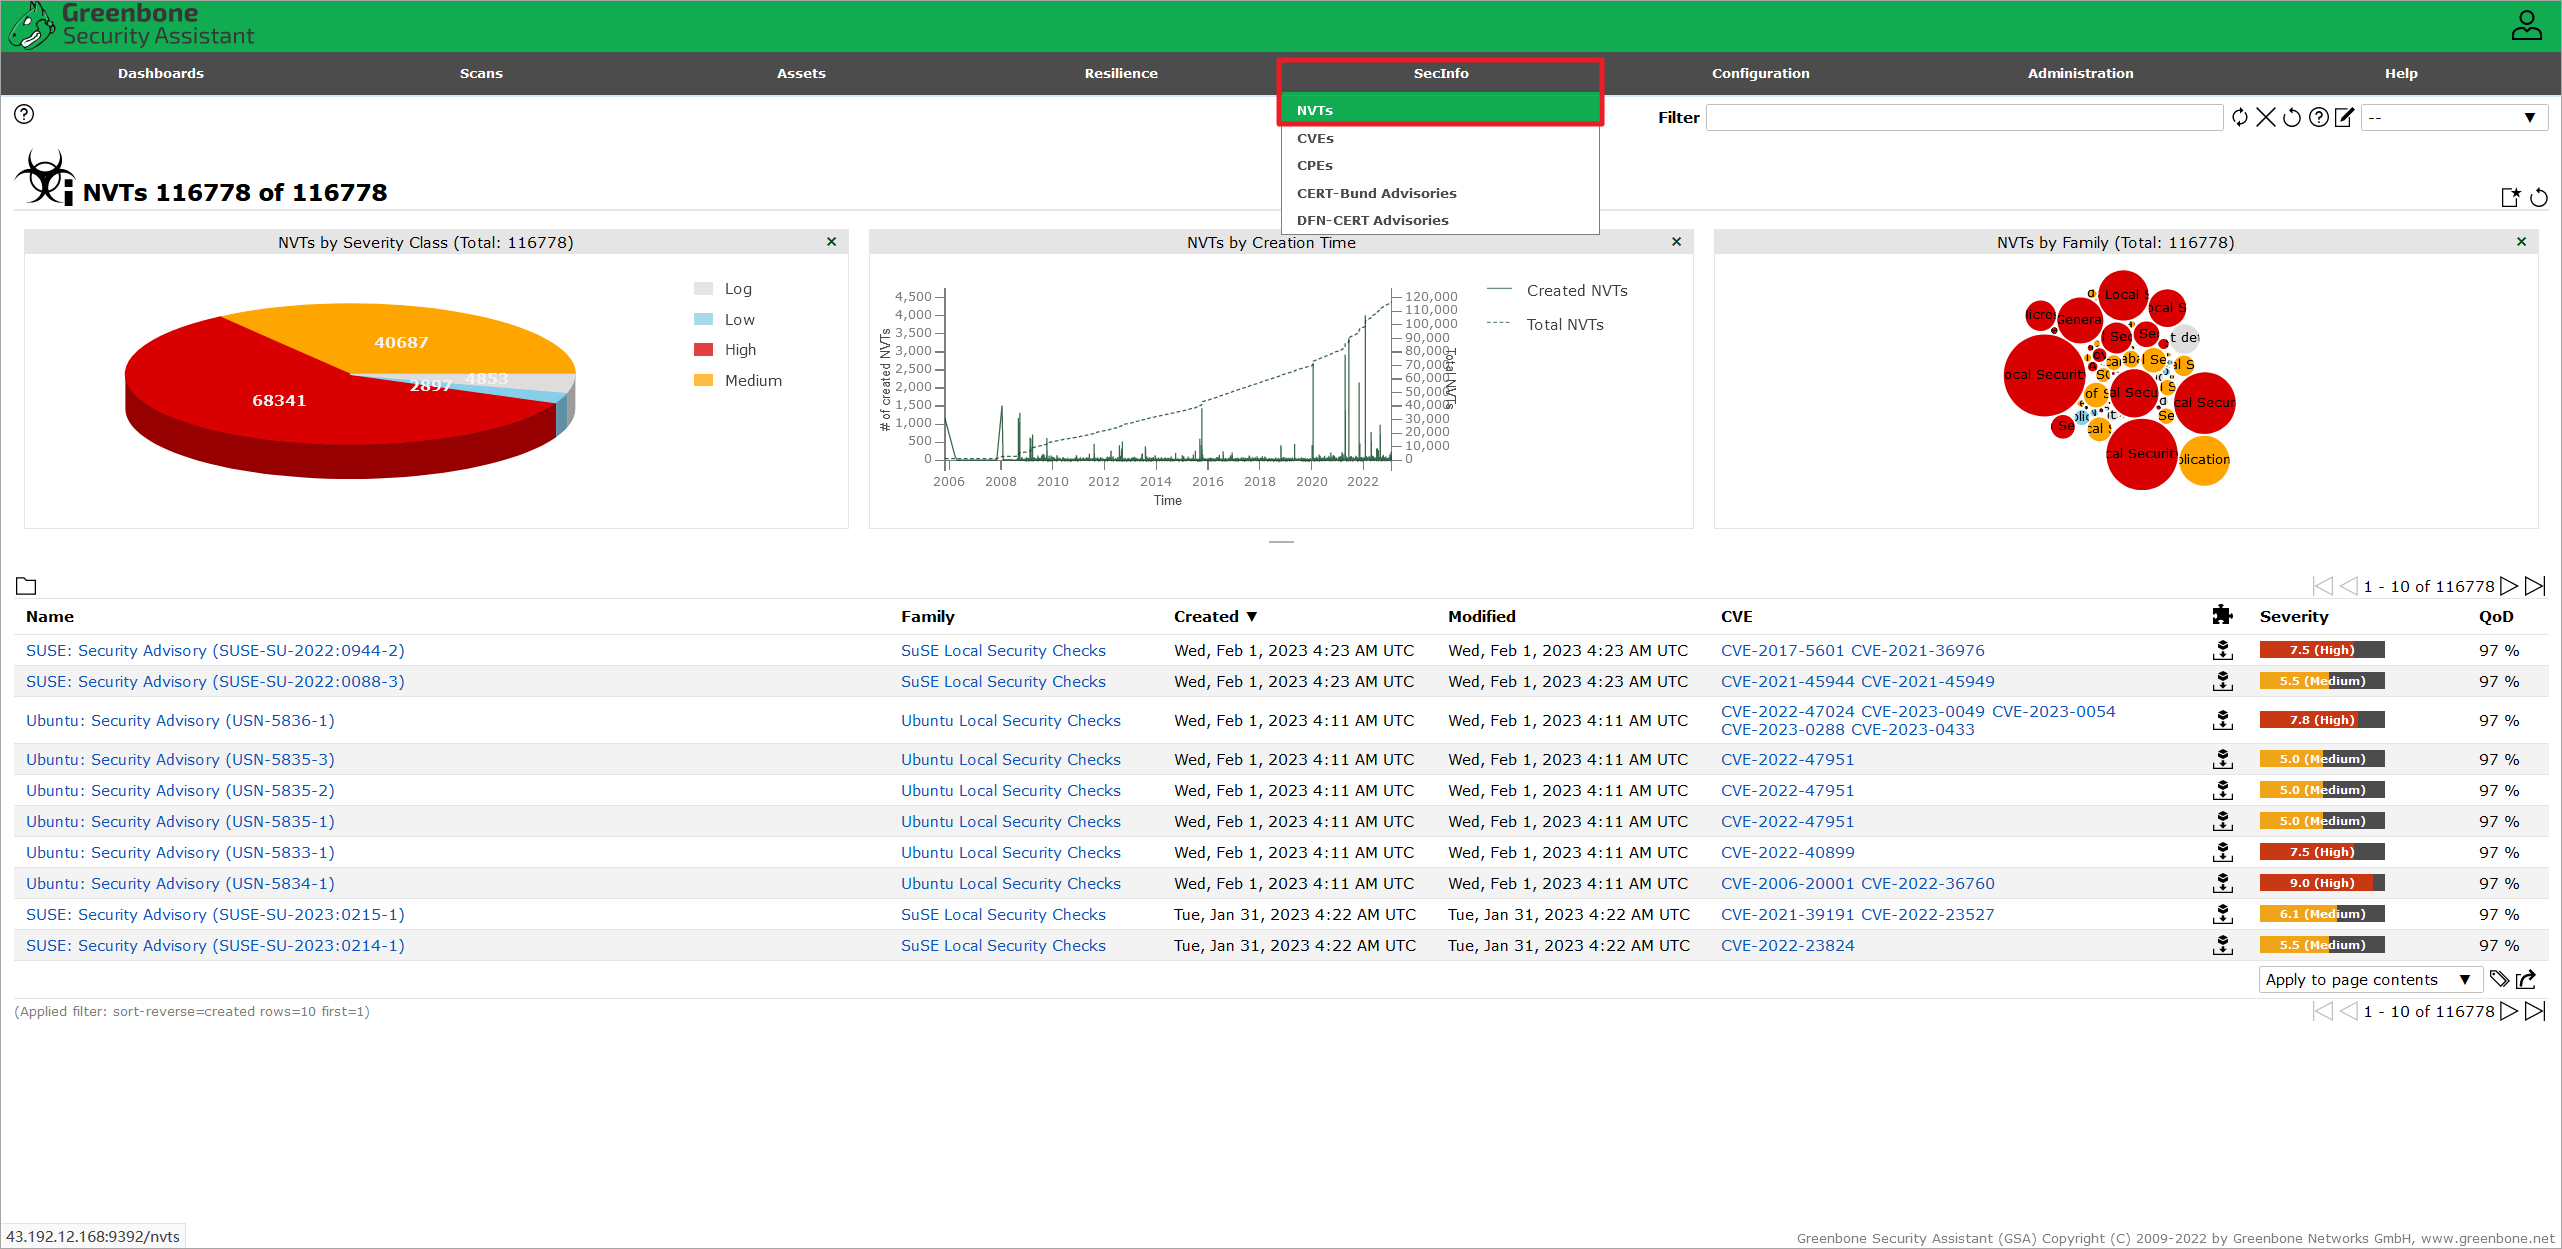 Greenbone
Security Assistant
Dashboards Scans Assets Resilience SecInfo Configuration Administration Help
NVTs
CVEs
CPEs
CERT-Bund Advisories
DFN-CERT Advisories
Filter --
NVTs 116778 of 116778
NVTs by Severity Class (Total: 116778)
40687
4853
2897
68341
Log
Low
High
Medium
NVTs by Creation Time
# of created NVTs
4,500
4,000
3,500
3,000
2,500
2,000
1,500
1,000
500
0
120,000
110,000
100,000
90,000
80,000
70,000
60,000
50,000
40,000
30,000
20,000
10,000
0
Total NVTs
2006 2008 2010 2012 2014 2016 2018 2020 2022
Time
Created NVTs
Total NVTs
NVTs by Family (Total: 116778)
1 - 10 of 116778
Name Family Created ▼ Modified CVE Severity QoD
SUSE: Security Advisory (SUSE-SU-2022:0944-2) SuSE Local Security Checks Wed, Feb 1, 2023 4:23 AM UTC Wed, Feb 1, 2023 4:23 AM UTC CVE-2017-5601 CVE-2021-36976 7.5 (High) 97 %
SUSE: Security Advisory (SUSE-SU-2022:0088-3) SuSE Local Security Checks Wed, Feb 1, 2023 4:23 AM UTC Wed, Feb 1, 2023 4:23 AM UTC CVE-2021-45944 CVE-2021-45949 5.5 (Medium) 97 %
Ubuntu: Security Advisory (USN-5836-1) Ubuntu Local Security Checks Wed, Feb 1, 2023 4:11 AM UTC Wed, Feb 1, 2023 4:11 AM UTC CVE-2022-47024 CVE-2023-0049 CVE-2023-0054 7.8 (High) 97 %
CVE-2023-0288 CVE-2023-0433
Ubuntu: Security Advisory (USN-5835-3) Ubuntu Local Security Checks Wed, Feb 1, 2023 4:11 AM UTC Wed, Feb 1, 2023 4:11 AM UTC CVE-2022-47951 5.0 (Medium) 97 %
Ubuntu: Security Advisory (USN-5835-2) Ubuntu Local Security Checks Wed, Feb 1, 2023 4:11 AM UTC Wed, Feb 1, 2023 4:11 AM UTC CVE-2022-47951 5.0 (Medium) 97 %
Ubuntu: Security Advisory (USN-5835-1) Ubuntu Local Security Checks Wed, Feb 1, 2023 4:11 AM UTC Wed, Feb 1, 2023 4:11 AM UTC CVE-2022-47951 5.0 (Medium) 97 %
Ubuntu: Security Advisory (USN-5833-1) Ubuntu Local Security Checks Wed, Feb 1, 2023 4:11 AM UTC Wed, Feb 1, 2023 4:11 AM UTC CVE-2022-40899 7.5 (High) 97 %
Ubuntu: Security Advisory (USN-5834-1) Ubuntu Local Security Checks Wed, Feb 1, 2023 4:11 AM UTC Wed, Feb 1, 2023 4:11 AM UTC CVE-2006-20001 CVE-2022-36760 9.0 (High) 97 %
SUSE: Security Advisory (SUSE-SU-2023:0215-1) SuSE Local Security Checks Tue, Jan 31, 2023 4:22 AM UTC Tue, Jan 31, 2023 4:22 AM UTC CVE-2021-39191 CVE-2022-23527 6.1 (Medium) 97 %
SUSE: Security Advisory (SUSE-SU-2023:0214-1) SuSE Local Security Checks Tue, Jan 31, 2023 4:22 AM UTC Tue, Jan 31, 2023 4:22 AM UTC CVE-2022-23824 5.5 (Medium) 97 %
Apply to page contents ▼
(Applied filter: sort-reverse=created rows=10 first=1)
1 - 10 of 116778
43.192.12.168:9392/nvts
Greenbone Security Assistant (GSA) Copyright (C) 2009-2022 by Greenbone Networks GmbH, www.greenbone.net